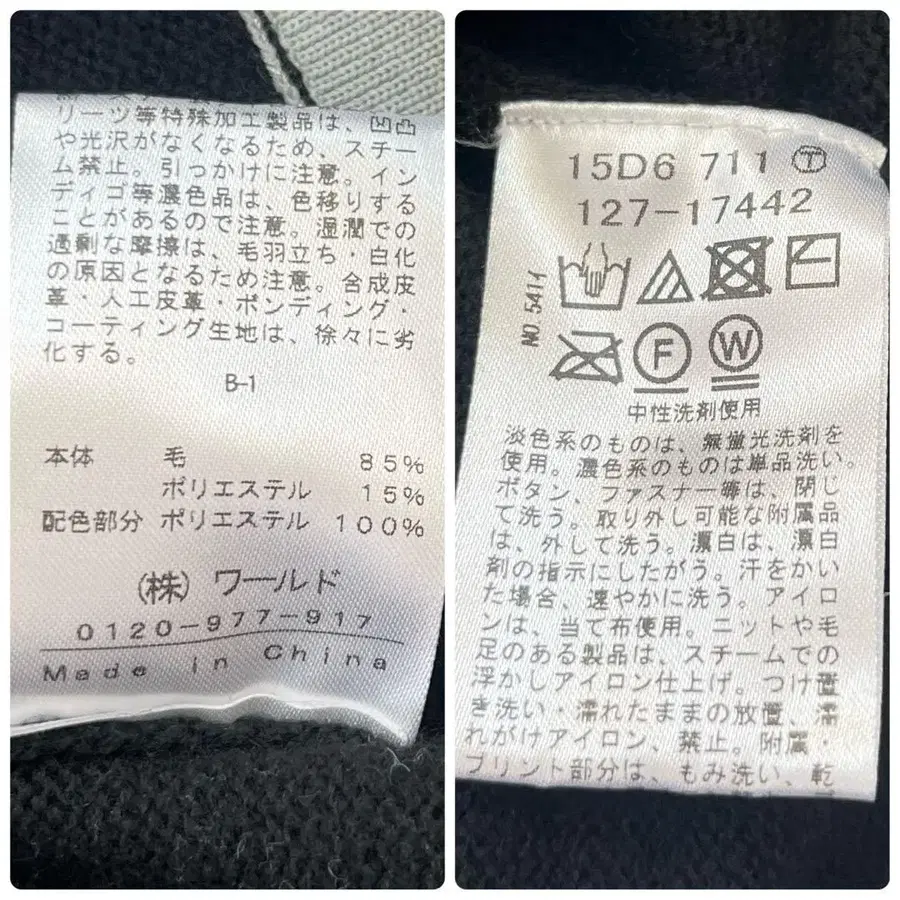 リーツ等特殊加工製品は、凹凸
や光沢がなくなるため、スチー
ム禁止。引っかけに注意。イン
ディゴ等濃色品は、色移りする
ことがあるので注意。湿潤での
過剰な摩擦は、毛羽立ち・白化
の原因となるため注意。合成皮
革・人工皮革・ボンディング・
コーティング生地は、徐々に劣
化する。
B-1
本体 毛 85%
ポリエステル 15%
配色部分 ポリエステル 100%
(株) ワールド
0120-977-917
Made in China
15D6 711 Ⓣ
127-17442
NO.541イ
F W
中性洗剤使用
淡色系のものは、無蛍光洗剤を
使用。濃色系のものは単品洗い。
ボタン、ファスナー等は、閉じ
て洗う。取り外し可能な附属品
は、外して洗う。漂白は、漂白
剤の指示にしたがう。汗をかい
た場合、速やかに洗う。アイロ
ンは、当て布使用。ニットや毛
足のある製品は、スチームでの
浮かしアイロン仕上げ。つけ置
き洗い・濡れたままの放置、濡
れがけアイロン、禁止。附属・
プリント部分は、もみ洗い、乾